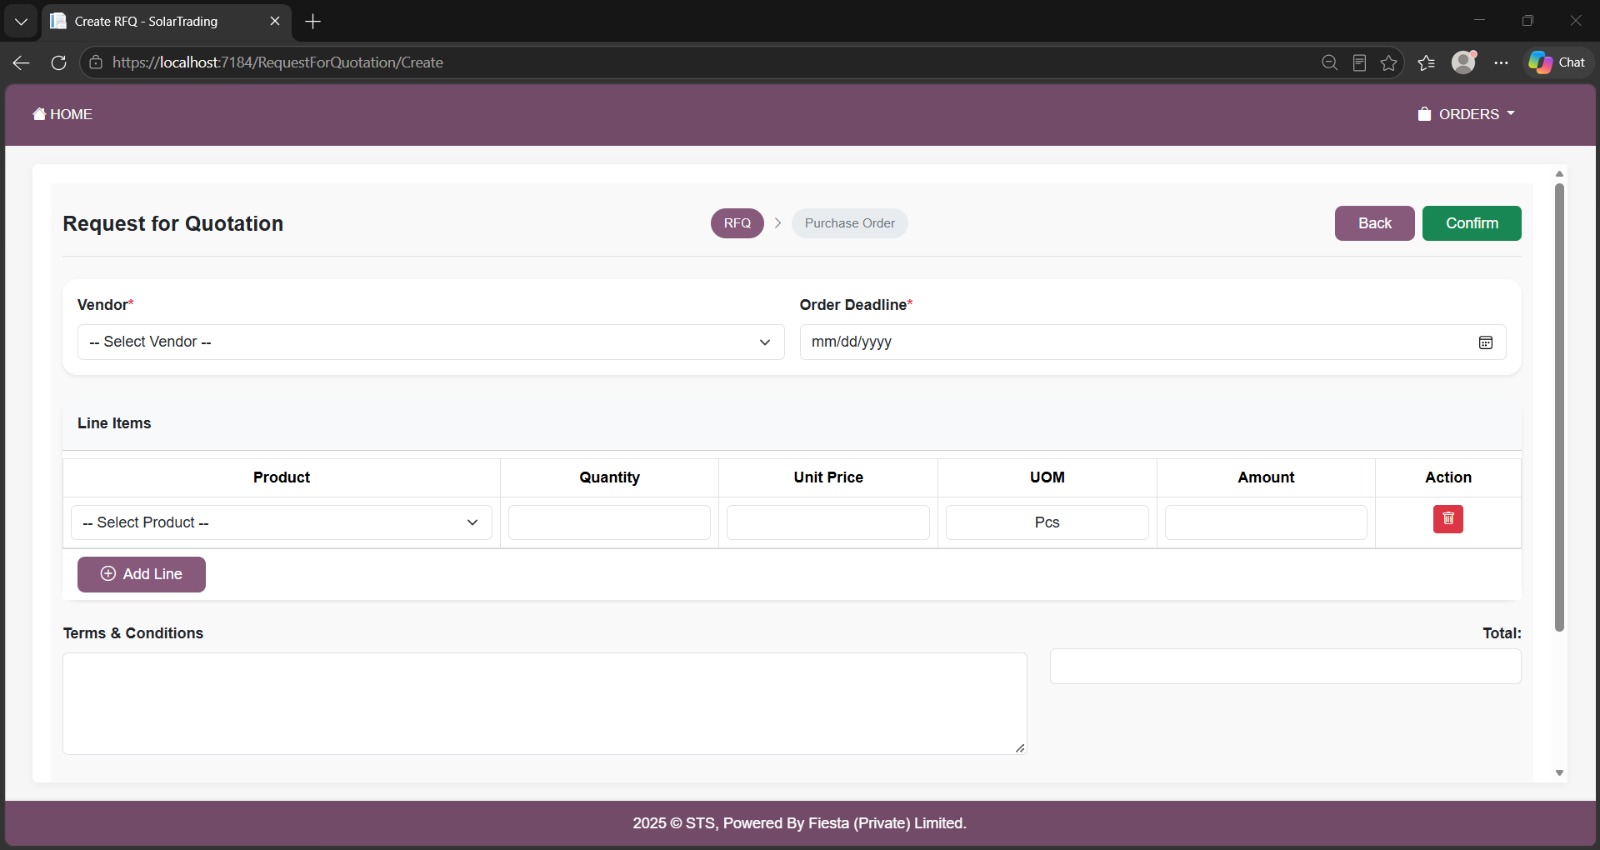 Create RFQ - SolarTrading
https://localhost:7184/RequestForQuotation/Create
Chat
HOME
ORDERS
Request for Quotation
RFQ
Purchase Order
Back
Confirm
Vendor*
Order Deadline*
-- Select Vendor --
mm/dd/yyyy
Line Items
Product Quantity Unit Price UOM Amount Action
-- Select Product -- Pcs
Add Line
Terms & Conditions
Total:
2025 © STS, Powered By Fiesta (Private) Limited.